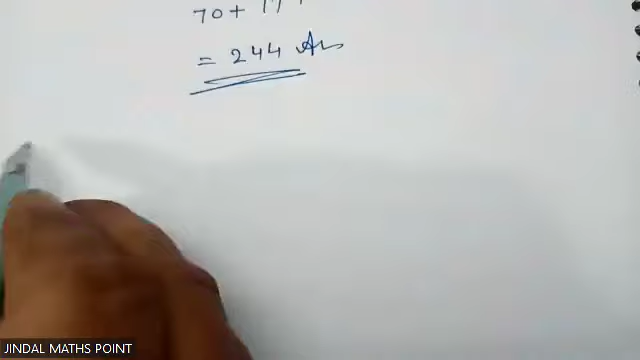 70 +
= 244 Ans
JINDAL MATHS POINT